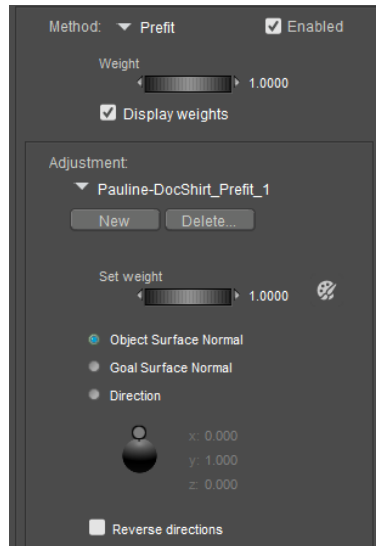 Method: Prefit Enabled
Weight
1.0000
Display weights
Adjustment:
Pauline-DocShirt_Prefit_1
New Delete...
Set weight
1.0000
Object Surface Normal
Goal Surface Normal
Direction
x: 0.000
y: 1.000
z: 0.000
Reverse directions